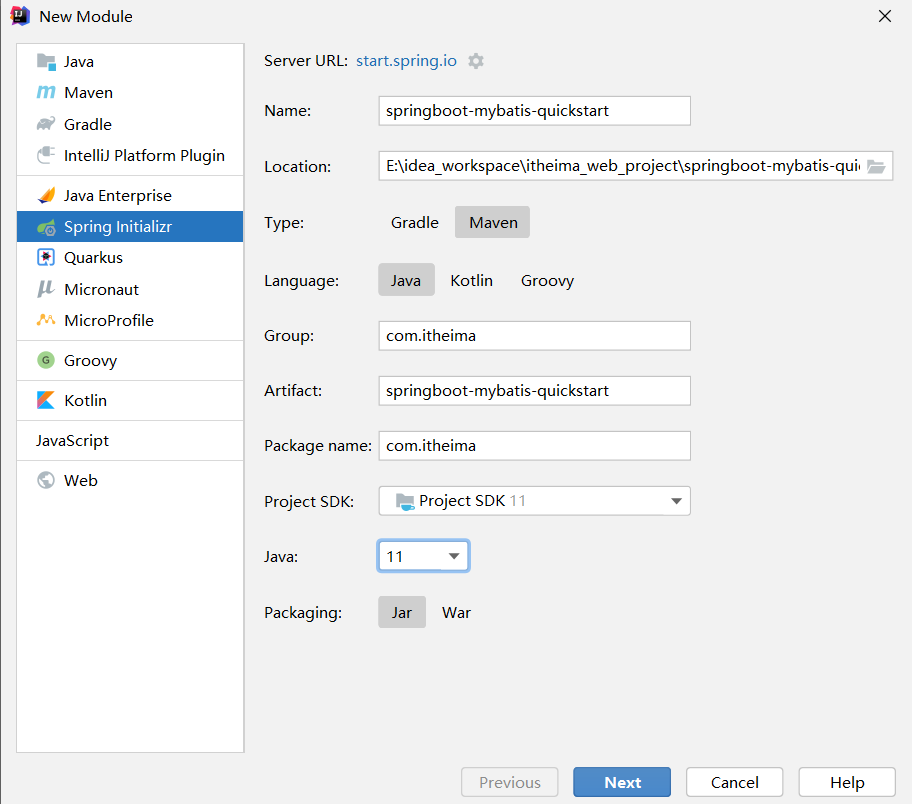 New Module
Java
Maven
Gradle
IntelliJ Platform Plugin
Java Enterprise
Spring Initializr
Quarkus
Micronaut
MicroProfile
Groovy
Kotlin
JavaScript
Web
Server URL: start.spring.io
Name: springboot-mybatis-quickstart
Location: E:\idea_workspace\itheima_web_project\springboot-mybatis-qui
Type: Gradle Maven
Language: Java Kotlin Groovy
Group: com.itheima
Artifact: springboot-mybatis-quickstart
Package name: com.itheima
Project SDK: Project SDK 11
Java: 11
Packaging: Jar War
Previous Next Cancel Help